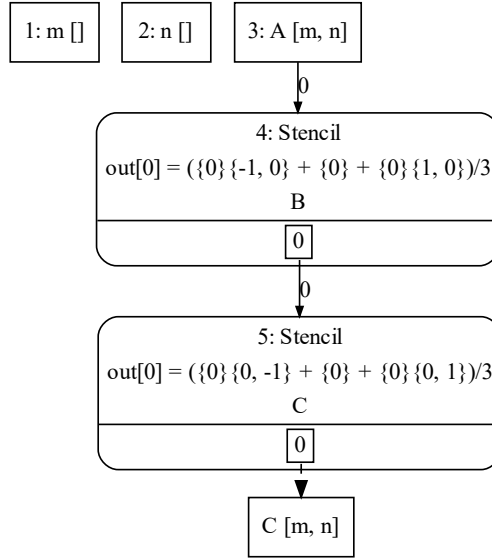 1: m []
2: n []
3: A [m, n]
0
4: Stencil
out[0] = ({0}{-1, 0} + {0} + {0}{1, 0})/3
B
0
0
5: Stencil
out[0] = ({0}{0, -1} + {0} + {0}{0, 1})/3
C
0
C [m, n]